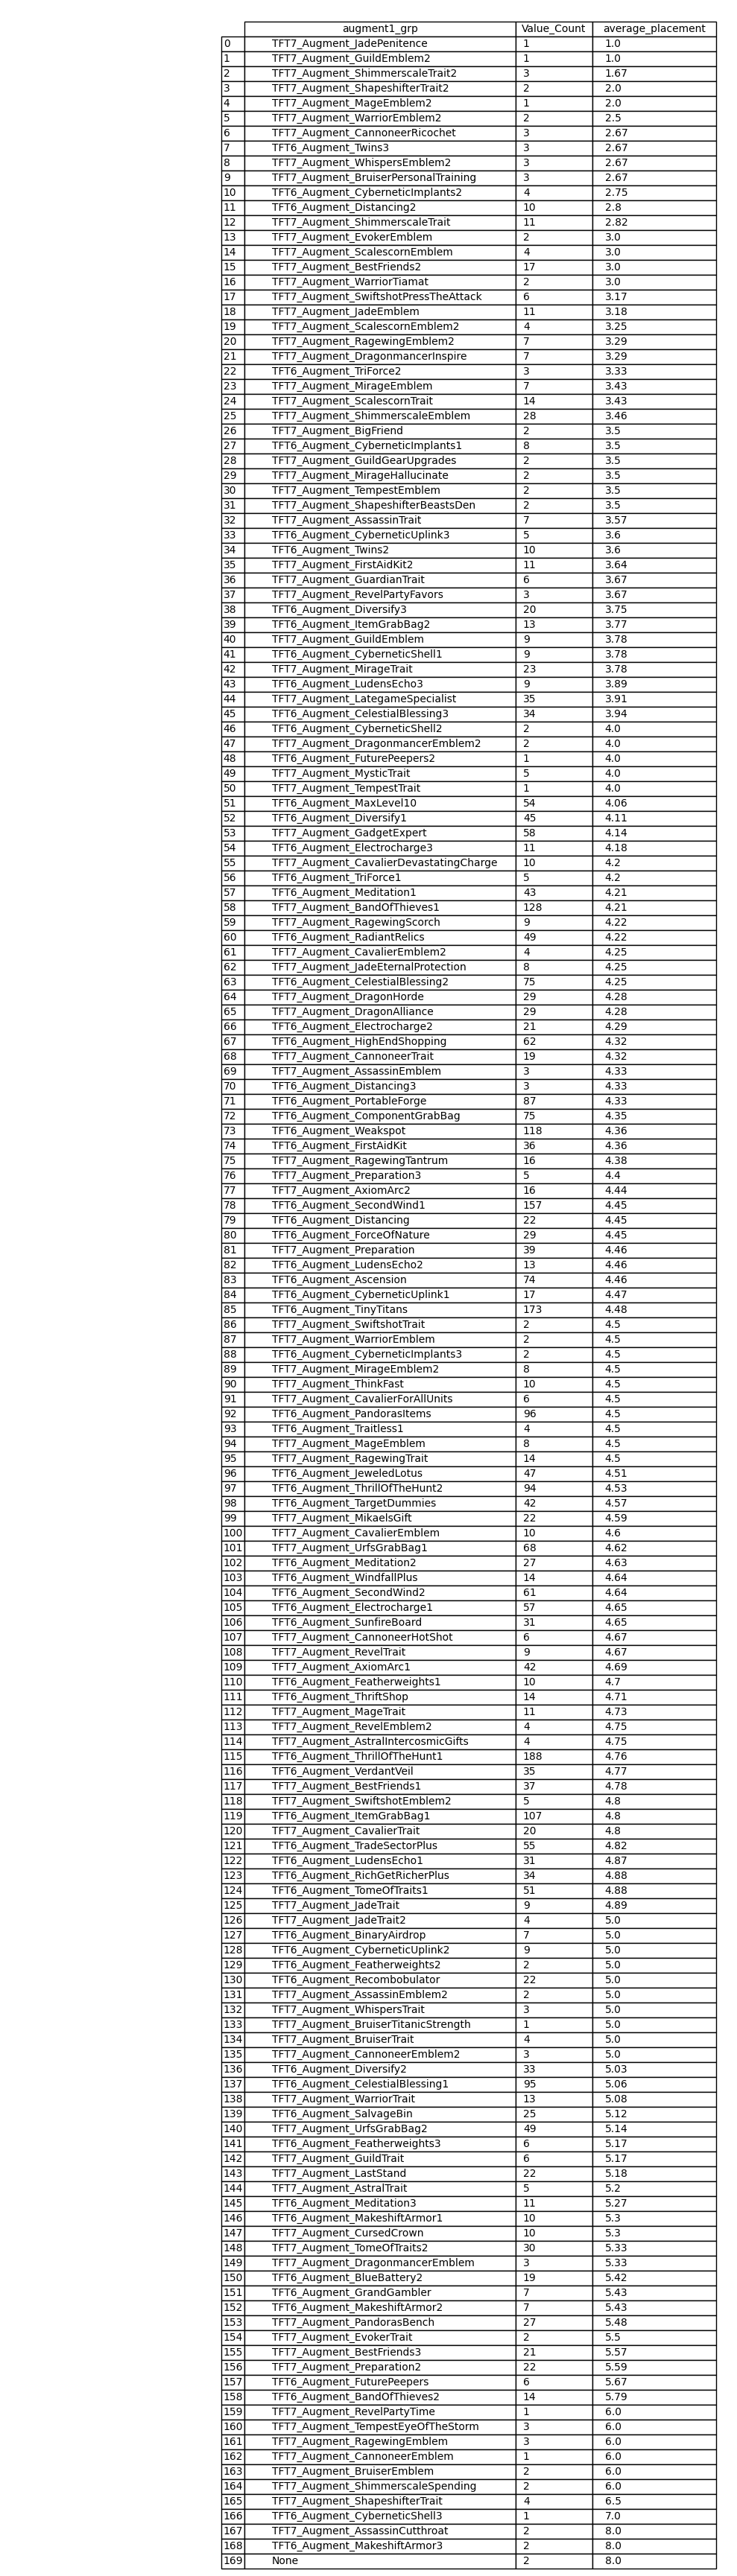 augment1_grp Value_Count average_placement
0 TFT7_Augment_JadePenitence 1 1.0
1 TFT7_Augment_GuildEmblem2 1 1.0
2 TFT7_Augment_ShimmerscaleTrait2 3 1.67
3 TFT7_Augment_ShapeshifterTrait2 2 2.0
4 TFT7_Augment_MageEmblem2 1 2.0
5 TFT7_Augment_WarriorEmblem2 2 2.5
6 TFT7_Augment_CannoneerRicochet 3 2.67
7 TFT6_Augment_Twins3 3 2.67
8 TFT7_Augment_WhispersEmblem2 3 2.67
9 TFT7_Augment_BruiserPersonalTraining 3 2.67
10 TFT6_Augment_CyberneticImplants2 4 2.75
11 TFT6_Augment_Distancing2 10 2.8
12 TFT7_Augment_ShimmerscaleTrait 11 2.82
13 TFT7_Augment_EvokerEmblem 2 3.0
14 TFT7_Augment_ScalescornEmblem 4 3.0
15 TFT7_Augment_BestFriends2 17 3.0
16 TFT7_Augment_WarriorTiamat 2 3.0
17 TFT7_Augment_SwiftshotPressTheAttack 6 3.17
18 TFT7_Augment_JadeEmblem 11 3.18
19 TFT7_Augment_ScalescornEmblem2 4 3.25
20 TFT7_Augment_RagewingEmblem2 7 3.29
21 TFT7_Augment_DragonmancerInspire 7 3.29
22 TFT6_Augment_TriForce2 3 3.33
23 TFT7_Augment_MirageEmblem 7 3.43
24 TFT7_Augment_ScalescornTrait 14 3.43
25 TFT7_Augment_ShimmerscaleEmblem 28 3.46
26 TFT7_Augment_BigFriend 2 3.5
27 TFT6_Augment_CyberneticImplants1 8 3.5
28 TFT7_Augment_GuildGearUpgrades 2 3.5
29 TFT7_Augment_MirageHallucinate 2 3.5
30 TFT7_Augment_TempestEmblem 2 3.5
31 TFT7_Augment_ShapeshifterBeastsDen 2 3.5
32 TFT7_Augment_AssassinTrait 7 3.57
33 TFT6_Augment_CyberneticUplink3 5 3.6
34 TFT6_Augment_Twins2 10 3.6
35 TFT7_Augment_FirstAidKit2 11 3.64
36 TFT7_Augment_GuardianTrait 6 3.67
37 TFT7_Augment_RevelPartyFavors 3 3.67
38 TFT6_Augment_Diversify3 20 3.75
39 TFT6_Augment_ItemGrabBag2 13 3.77
40 TFT7_Augment_GuildEmblem 9 3.78
41 TFT6_Augment_CyberneticShell1 9 3.78
42 TFT7_Augment_MirageTrait 23 3.78
43 TFT6_Augment_LudensEcho3 9 3.89
44 TFT7_Augment_LategameSpecialist 35 3.91
45 TFT6_Augment_CelestialBlessing3 34 3.94
46 TFT6_Augment_CyberneticShell2 2 4.0
47 TFT7_Augment_DragonmancerEmblem2 2 4.0
48 TFT6_Augment_FuturePeepers2 1 4.0
49 TFT7_Augment_MysticTrait 5 4.0
50 TFT7_Augment_TempestTrait 1 4.0
51 TFT6_Augment_MaxLevel10 54 4.06
52 TFT6_Augment_Diversify1 45 4.11
53 TFT7_Augment_GadgetExpert 58 4.14
54 TFT6_Augment_Electrocharge3 11 4.18
55 TFT7_Augment_CavalierDevastatingCharge 10 4.2
56 TFT6_Augment_TriForce1 5 4.2
57 TFT6_Augment_Meditation1 43 4.21
58 TFT7_Augment_BandOfThieves1 128 4.21
59 TFT7_Augment_RagewingScorch 9 4.22
60 TFT6_Augment_RadiantRelics 49 4.22
61 TFT7_Augment_CavalierEmblem2 4 4.25
62 TFT7_Augment_JadeEternalProtection 8 4.25
63 TFT6_Augment_CelestialBlessing2 75 4.25
64 TFT7_Augment_DragonHorde 29 4.28
65 TFT7_Augment_DragonAlliance 29 4.28
66 TFT6_Augment_Electrocharge2 21 4.29
67 TFT6_Augment_HighEndShopping 62 4.32
68 TFT7_Augment_CannoneerTrait 19 4.32
69 TFT7_Augment_AssassinEmblem 3 4.33
70 TFT6_Augment_Distancing3 3 4.33
71 TFT6_Augment_PortableForge 87 4.33
72 TFT6_Augment_ComponentGrabBag 75 4.35
73 TFT6_Augment_Weakspot 118 4.36
74 TFT6_Augment_FirstAidKit 36 4.36
75 TFT7_Augment_RagewingTantrum 16 4.38
76 TFT7_Augment_Preparation3 5 4.4
77 TFT7_Augment_AxiomArc2 16 4.44
78 TFT6_Augment_SecondWind1 157 4.45
79 TFT6_Augment_Distancing 22 4.45
80 TFT6_Augment_ForceOfNature 29 4.45
81 TFT7_Augment_Preparation 39 4.46
82 TFT6_Augment_LudensEcho2 13 4.46
83 TFT6_Augment_Ascension 74 4.46
84 TFT6_Augment_CyberneticUplink1 17 4.47
85 TFT6_Augment_TinyTitans 173 4.48
86 TFT7_Augment_SwiftshotTrait 2 4.5
87 TFT7_Augment_WarriorEmblem 2 4.5
88 TFT6_Augment_CyberneticImplants3 2 4.5
89 TFT7_Augment_MirageEmblem2 8 4.5
90 TFT7_Augment_ThinkFast 10 4.5
91 TFT7_Augment_CavalierForAllUnits 6 4.5
92 TFT6_Augment_PandorasItems 96 4.5
93 TFT6_Augment_Traitless1 4 4.5
94 TFT7_Augment_MageEmblem 8 4.5
95 TFT7_Augment_RagewingTrait 14 4.5
96 TFT6_Augment_JeweledLotus 47 4.51
97 TFT6_Augment_ThrillOfTheHunt2 94 4.53
98 TFT6_Augment_TargetDummies 42 4.57
99 TFT7_Augment_MikaelsGift 22 4.59
100 TFT7_Augment_CavalierEmblem 10 4.6
101 TFT7_Augment_UrfsGrabBag1 68 4.62
102 TFT6_Augment_Meditation2 27 4.63
103 TFT6_Augment_WindfallPlus 14 4.64
104 TFT6_Augment_SecondWind2 61 4.64
105 TFT6_Augment_Electrocharge1 57 4.65
106 TFT6_Augment_SunfireBoard 31 4.65
107 TFT7_Augment_CannoneerHotShot 6 4.67
108 TFT7_Augment_RevelTrait 9 4.67
109 TFT7_Augment_AxiomArc1 42 4.69
110 TFT6_Augment_Featherweights1 10 4.7
111 TFT6_Augment_ThriftShop 14 4.71
112 TFT7_Augment_MageTrait 11 4.73
113 TFT7_Augment_RevelEmblem2 4 4.75
114 TFT7_Augment_AstralIntercosmicGifts 4 4.75
115 TFT6_Augment_ThrillOfTheHunt1 188 4.76
116 TFT6_Augment_VerdantVeil 35 4.77
117 TFT7_Augment_BestFriends1 37 4.78
118 TFT7_Augment_SwiftshotEmblem2 5 4.8
119 TFT6_Augment_ItemGrabBag1 107 4.8
120 TFT7_Augment_CavalierTrait 20 4.8
121 TFT6_Augment_TradeSectorPlus 55 4.82
122 TFT6_Augment_LudensEcho1 31 4.87
123 TFT6_Augment_RichGetRicherPlus 34 4.88
124 TFT6_Augment_TomeOfTraits1 51 4.88
125 TFT7_Augment_JadeTrait 9 4.89
126 TFT7_Augment_JadeTrait2 4 5.0
127 TFT6_Augment_BinaryAirdrop 7 5.0
128 TFT6_Augment_CyberneticUplink2 9 5.0
129 TFT6_Augment_Featherweights2 2 5.0
130 TFT6_Augment_Recombobulator 22 5.0
131 TFT7_Augment_AssassinEmblem2 2 5.0
132 TFT7_Augment_WhispersTrait 3 5.0
133 TFT7_Augment_BruiserTitanicStrength 1 5.0
134 TFT7_Augment_BruiserTrait 4 5.0
135 TFT7_Augment_CannoneerEmblem2 3 5.0
136 TFT6_Augment_Diversify2 33 5.03
137 TFT6_Augment_CelestialBlessing1 95 5.06
138 TFT7_Augment_WarriorTrait 13 5.08
139 TFT6_Augment_SalvageBin 25 5.12
140 TFT7_Augment_UrfsGrabBag2 49 5.14
141 TFT6_Augment_Featherweights3 6 5.17
142 TFT7_Augment_GuildTrait 6 5.17
143 TFT7_Augment_LastStand 22 5.18
144 TFT7_Augment_AstralTrait 5 5.2
145 TFT6_Augment_Meditation3 11 5.27
146 TFT6_Augment_MakeshiftArmor1 10 5.3
147 TFT7_Augment_CursedCrown 10 5.3
148 TFT7_Augment_TomeOfTraits2 30 5.33
149 TFT7_Augment_DragonmancerEmblem 3 5.33
150 TFT6_Augment_BlueBattery2 19 5.42
151 TFT6_Augment_GrandGambler 7 5.43
152 TFT6_Augment_MakeshiftArmor2 7 5.43
153 TFT7_Augment_PandorasBench 27 5.48
154 TFT7_Augment_EvokerTrait 2 5.5
155 TFT7_Augment_BestFriends3 21 5.57
156 TFT7_Augment_Preparation2 22 5.59
157 TFT6_Augment_FuturePeepers 6 5.67
158 TFT6_Augment_BandOfThieves2 14 5.79
159 TFT7_Augment_RevelPartyTime 1 6.0
160 TFT7_Augment_TempestEyeOfTheStorm 3 6.0
161 TFT7_Augment_RagewingEmblem 3 6.0
162 TFT7_Augment_CannoneerEmblem 1 6.0
163 TFT7_Augment_BruiserEmblem 2 6.0
164 TFT7_Augment_ShimmerscaleSpending 2 6.0
165 TFT7_Augment_ShapeshifterTrait 4 6.5
166 TFT6_Augment_CyberneticShell3 1 7.0
167 TFT7_Augment_AssassinCutthroat 2 8.0
168 TFT6_Augment_MakeshiftArmor3 2 8.0
169 None 2 8.0